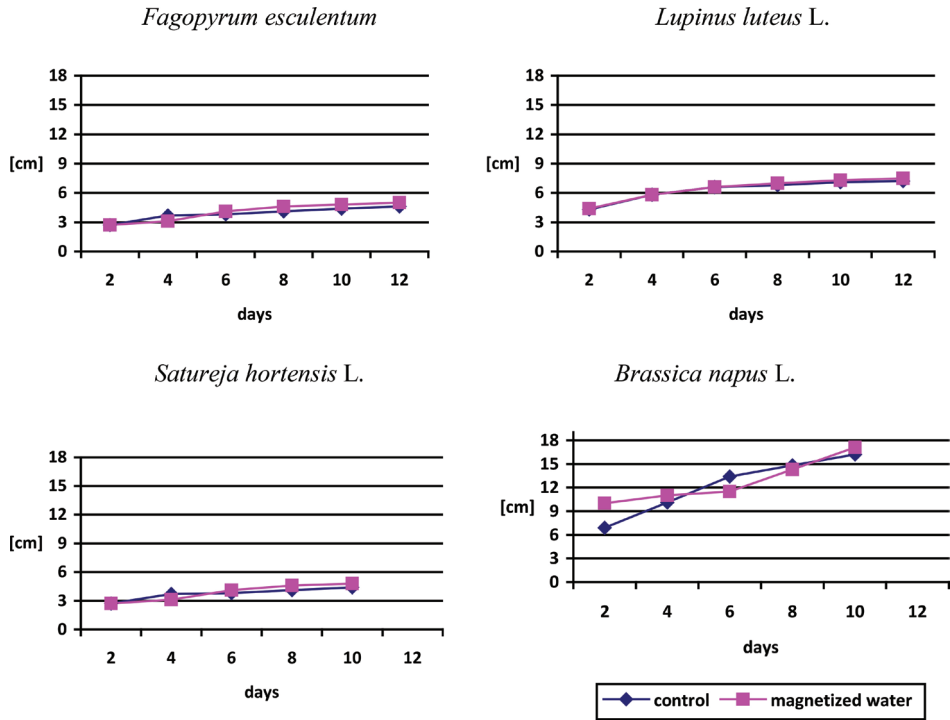 Fagopyrum esculentum
18
15
12
[cm] 9
6
3
0
2 4 6 8 10 12
days
Lupinus luteus L.
18
15
12
[cm] 9
6
3
0
2 4 6 8 10 12
days
Satureja hortensis L.
18
15
12
[cm] 9
6
3
0
2 4 6 8 10 12
days
Brassica napus L.
18
15
12
[cm] 9
6
3
0
2 4 6 8 10 12
days
control magnetized water